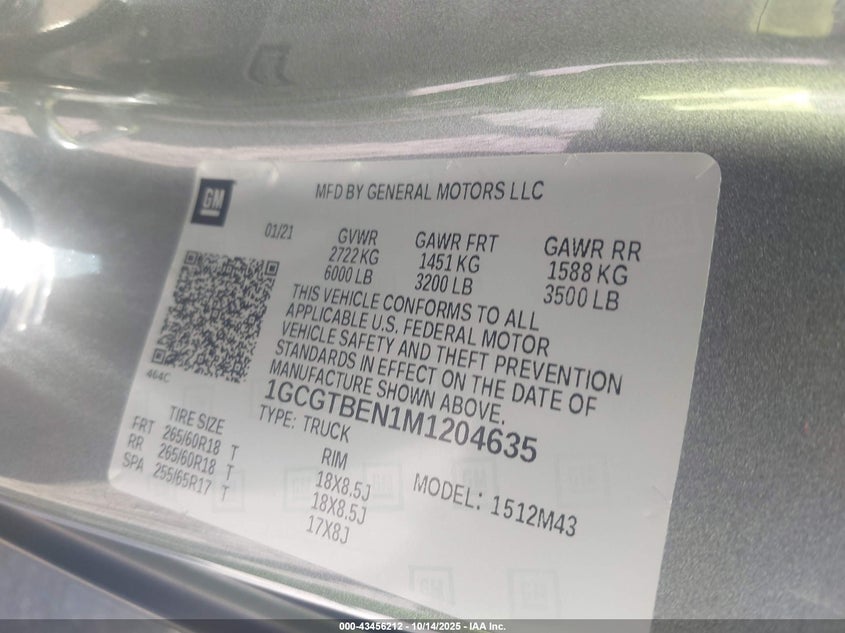 GM
MFD BY GENERAL MOTORS LLC
01/21 GVWR GAWR FRT GAWR RR
2722 KG 1451 KG 1588 KG
6000 LB 3200 LB 3500 LB
THIS VEHICLE CONFORMS TO ALL
APPLICABLE U.S. FEDERAL MOTOR
VEHICLE SAFETY AND THEFT PREVENTION
STANDARDS IN EFFECT ON THE DATE OF
MANUFACTURE SHOWN ABOVE.
464C
1GCGTBEN1M1204635
TYPE: TRUCK
MODEL: 1512M43
TIRE SIZE RIM
FRT 265/60R18 T 18X8.5J
RR 265/60R18 T 18X8.5J
SPA 255/65R17 T 17X8J
000-43456212 - 10/14/2025 - IAA Inc.